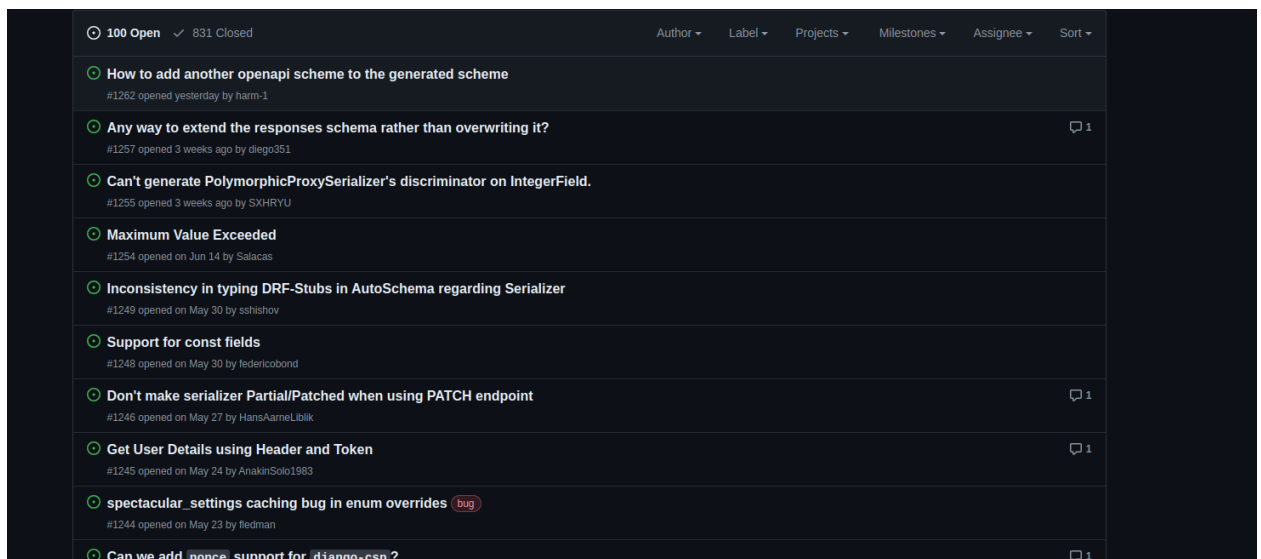 100 Open 831 Closed Author Label Projects Milestones Assignee Sort
How to add another openapi scheme to the generated scheme
#1262 opened yesterday by harm-1
Any way to extend the responses schema rather than overwriting it? 1
#1257 opened 3 weeks ago by diego351
Can't generate PolymorphicProxySerializer's discriminator on IntegerField.
#1255 opened 3 weeks ago by SXHRYU
Maximum Value Exceeded
#1254 opened on Jun 14 by Salacas
Inconsistency in typing DRF-Stubs in AutoSchema regarding Serializer
#1249 opened on May 30 by sshishov
Support for const fields
#1248 opened on May 30 by federicobond
Don't make serializer Partial/Patched when using PATCH endpoint 1
#1246 opened on May 27 by HansAarneLiblik
Get User Details using Header and Token 1
#1245 opened on May 24 by AnakinSolo1983
spectacular_settings caching bug in enum overrides bug
#1244 opened on May 23 by fledman
Can we add nonce support for django-csp? 1